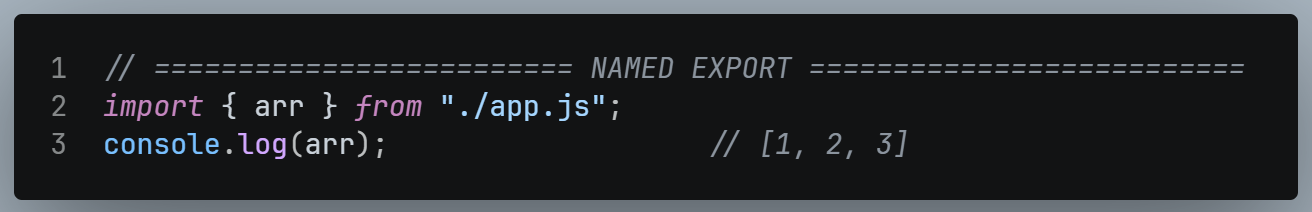 1 // ========================= NAMED EXPORT ==========================
2 import { arr } from "./app.js";
3 console.log(arr); // [1, 2, 3]